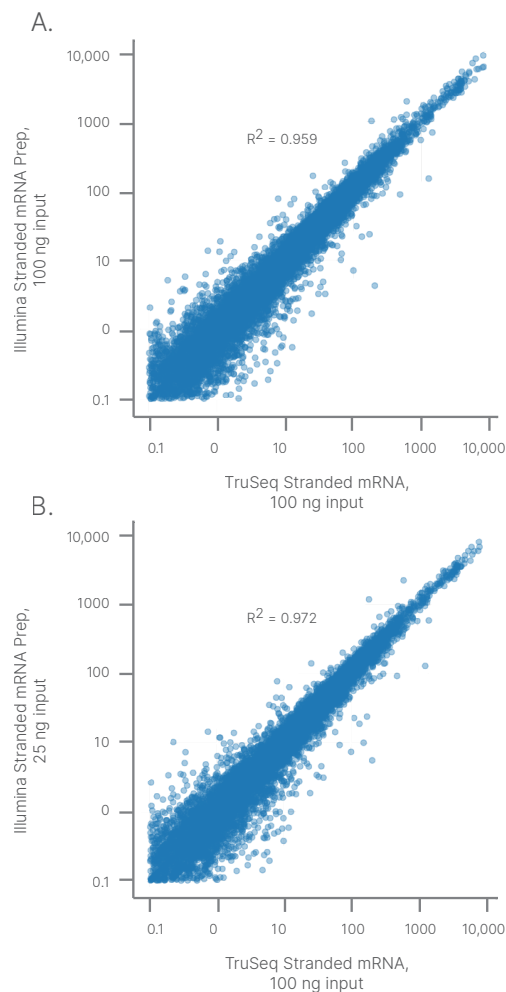 A.
10,000
1000
100
10
0
0.1
Illumina Stranded mRNA Prep,
100 ng input
R2 = 0.959
0.1
0
10
100
1000
10,000
TruSeq Stranded mRNA,
100 ng input
B.
10,000
1000
100
10
0
0.1
Illumina Stranded mRNA Prep,
25 ng input
R2 = 0.972
0.1
0
10
100
1000
10,000
TruSeq Stranded mRNA,
100 ng input